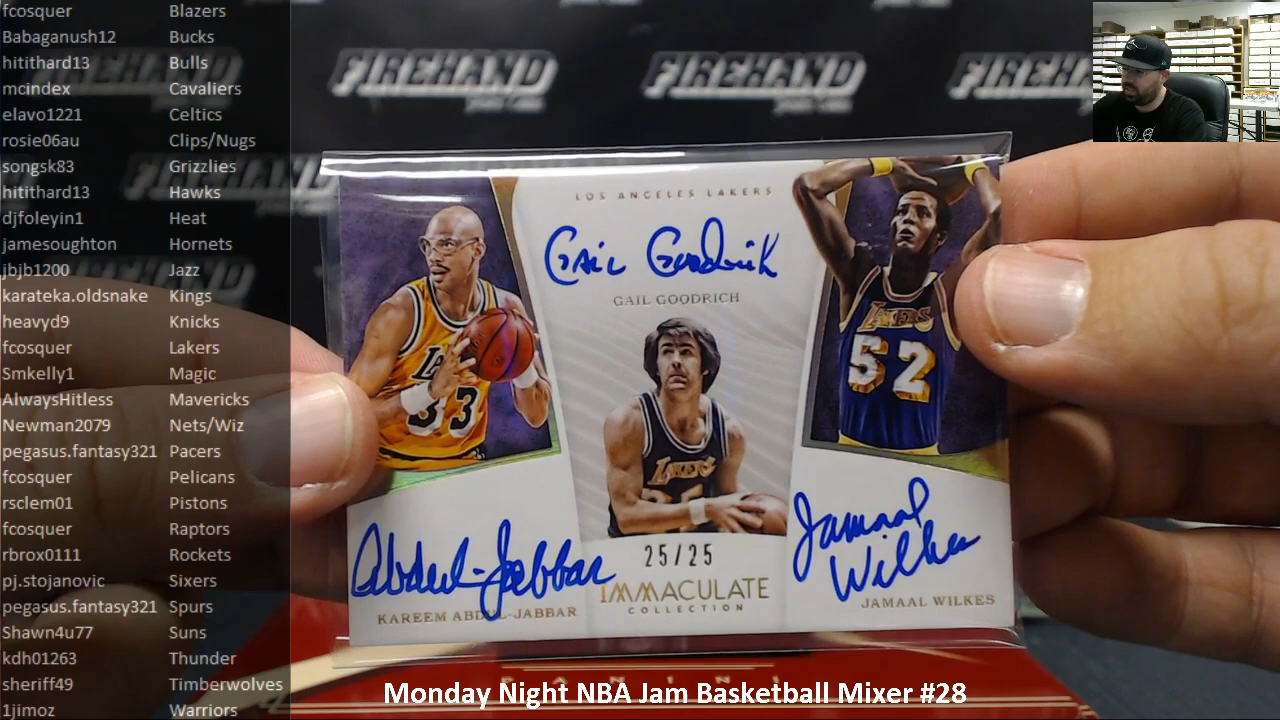 fcosquer Blazers
Babaganush12 Bucks
hitithard13 Bulls
mcindex Cavaliers
elavo1221 Celtics
rosie06au Clips/Nugs
songsk83 Grizzlies
hitithard13 Hawks
djfoleyin1 Heat
jamesoughton Hornets
jbjb1200 Jazz
karateka.oldsnake Kings
heavyd9 Knicks
fcosquer Lakers
Smkelly1 Magic
AlwaysHitless Mavericks
Newman2079 Nets/Wiz
pegasus.fantasy321 Pacers
fcosquer Pelicans
rsclem01 Pistons
fcosquer Raptors
rbrox0111 Rockets
pj.stojanovic Sixers
pegasus.fantasy321 Spurs
Shawn4u77 Suns
kdh01263 Thunder
sheriff49 Timberwolves
1jimoz Warriors
FIREHAND FIREHAND FIREHAND
LOS ANGELES LAKERS
Gail Goodrich
GAIL GOODRICH
LAKERS
52
33
LAKERS
Abdul-Jabbar
KAREEM ABDUL-JABBAR
25/25
IMMACULATE
COLLECTION
Jamaal
Wilkes
JAMAAL WILKES
PANINI
Monday Night NBA Jam Basketball Mixer #28